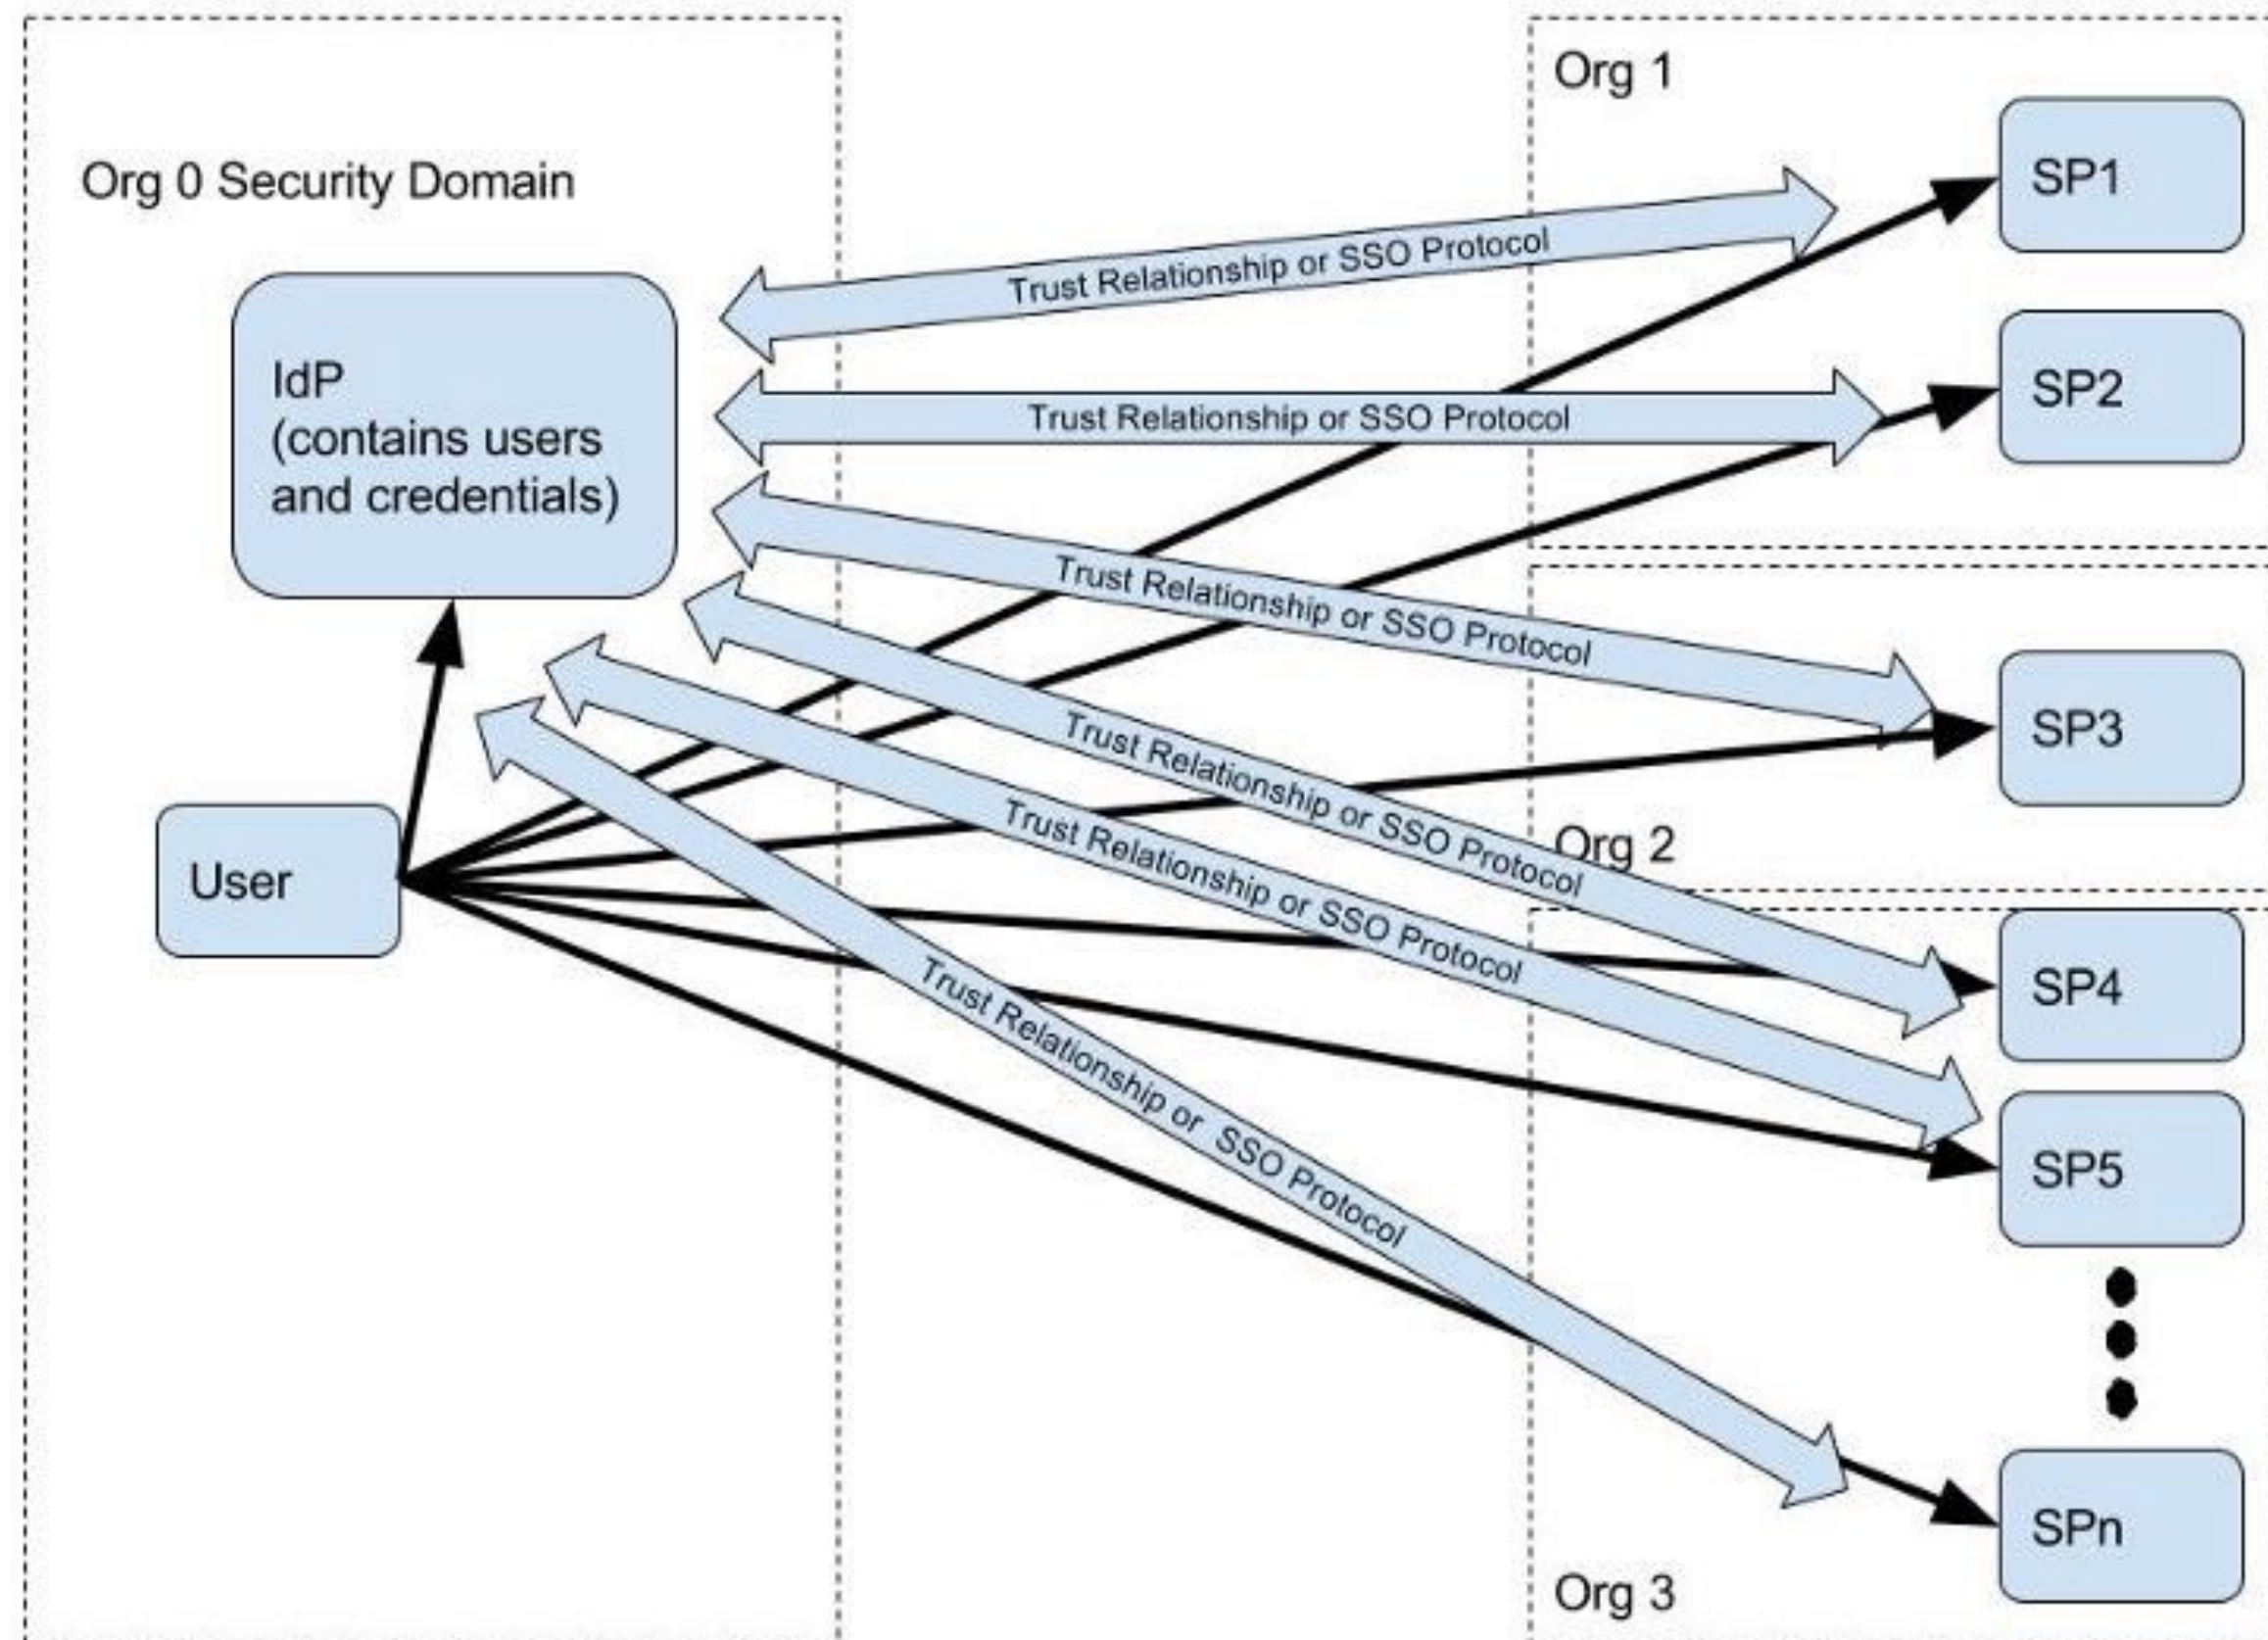 Org 0 Security Domain
IdP
(contains users
and credentials)
User
Trust Relationship or SSO Protocol
Trust Relationship or SSO Protocol
Trust Relationship or SSO Protocol
Trust Relationship or SSO Protocol
Trust Relationship or SSO Protocol
Trust Relationship or SSO Protocol
Org 1
SP1
SP2
SP3
Org 2
SP4
SP5
SPn
Org 3